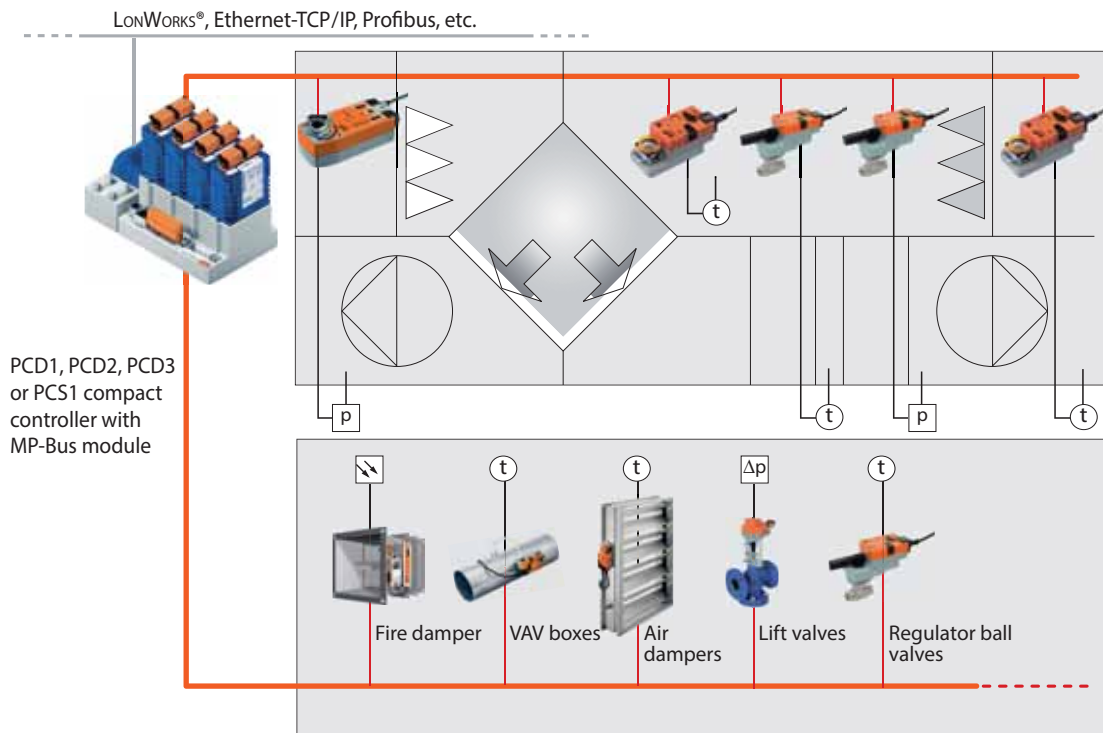 LONWORKS®, Ethernet-TCP/IP, Profibus, etc.
t
PCD1, PCD2, PCD3
or PCS1 compact
controller with
MP-Bus module
p
t
p
t
t
t
Δp
t
Fire damper
VAV boxes
Air
dampers
Lift valves
Regulator ball
valves